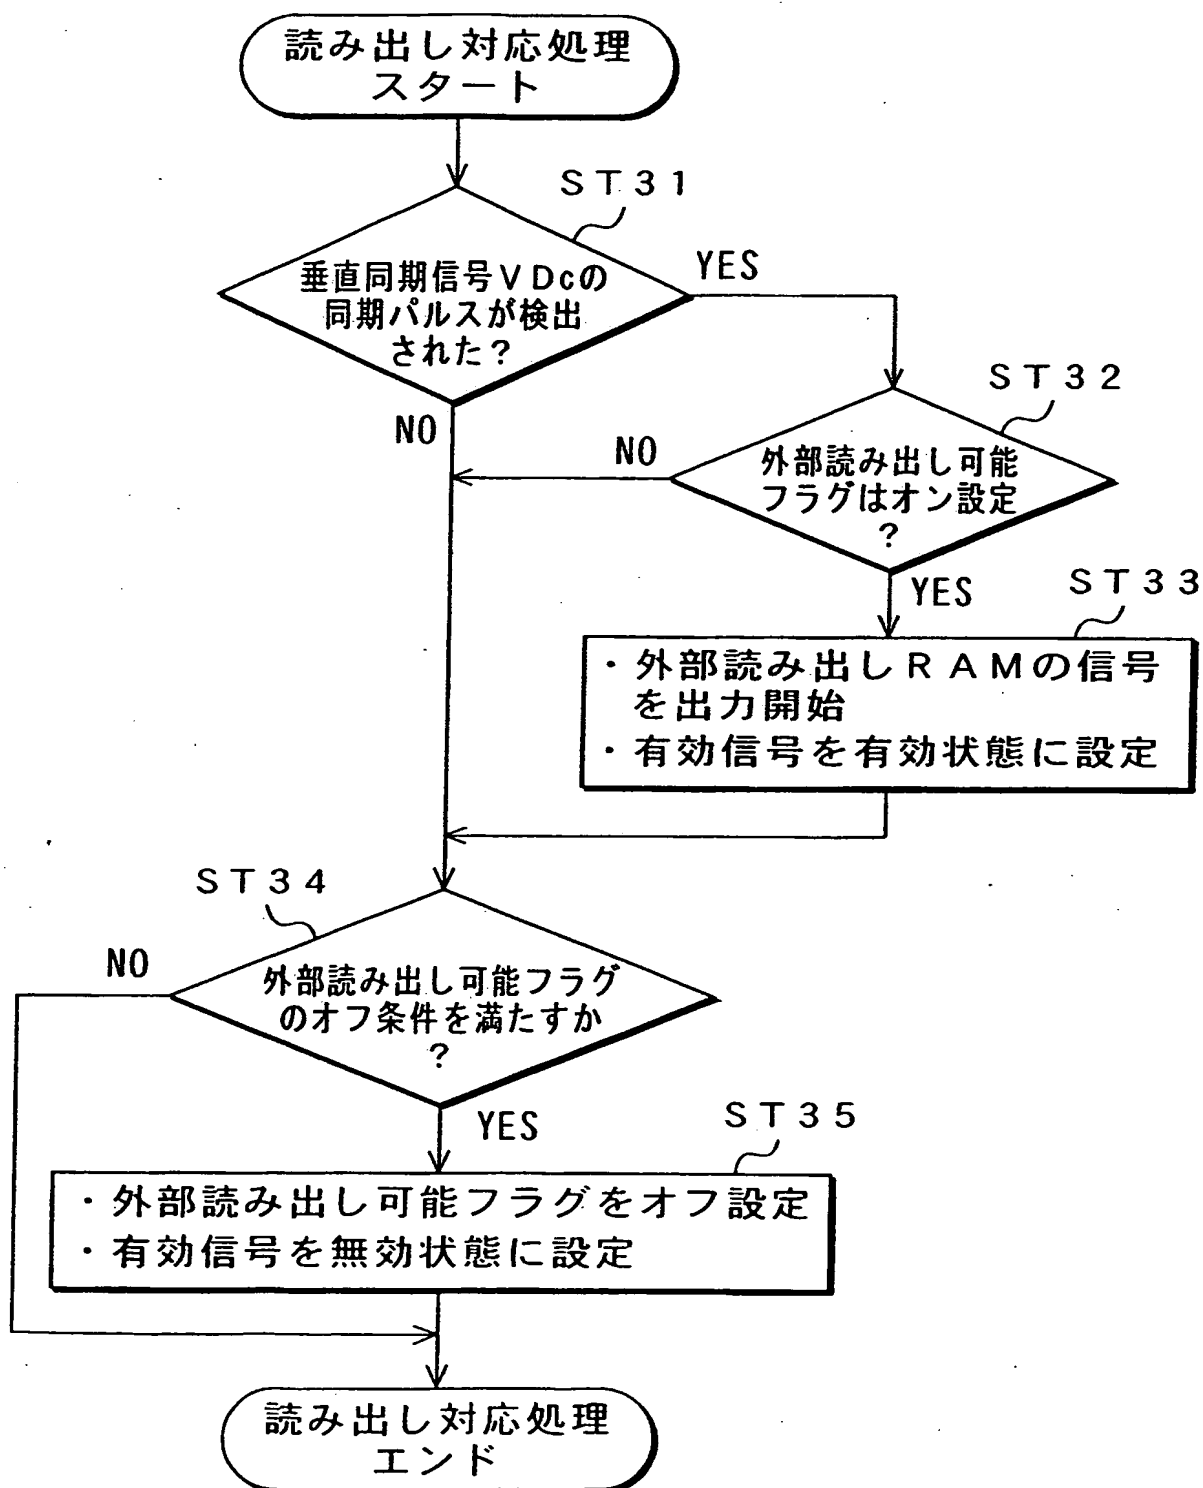 読み出し対応処理
スタート
ST31
垂直同期信号VDcの
同期パルスが検出
された?
YES
NO
ST32
外部読み出し可能
フラグはオン設定
?
NO
YES
ST33
・外部読み出しRAMの信号
を出力開始
・有効信号を有効状態に設定
ST34
外部読み出し可能フラグ
のオフ条件を満たすか
?
NO
YES
ST35
・外部読み出し可能フラグをオフ設定
・有効信号を無効状態に設定
読み出し対応処理
エンド